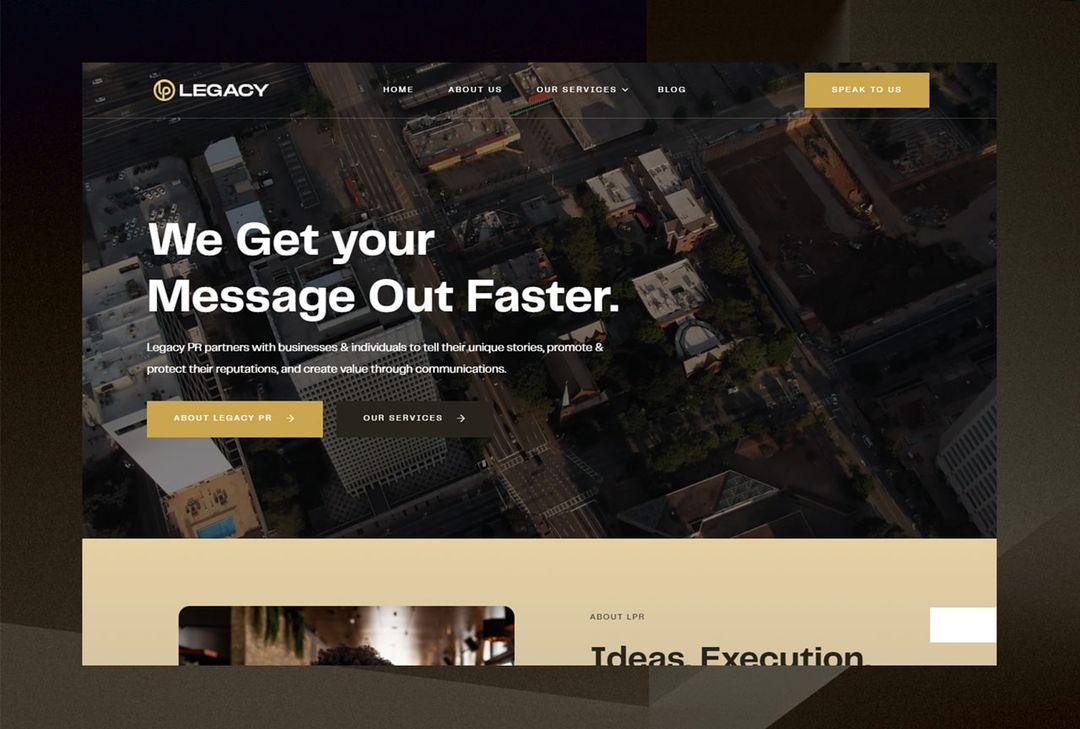 LEGACY
HOME ABOUT US OUR SERVICES BLOG
SPEAK TO US
We Get your
Message Out Faster.
Legacy PR partners with businesses & individuals to tell their unique stories, promote &
protect their reputations, and create value through communications.
ABOUT LEGACY PR OUR SERVICES
ABOUT LPR
Ideas. Execution.